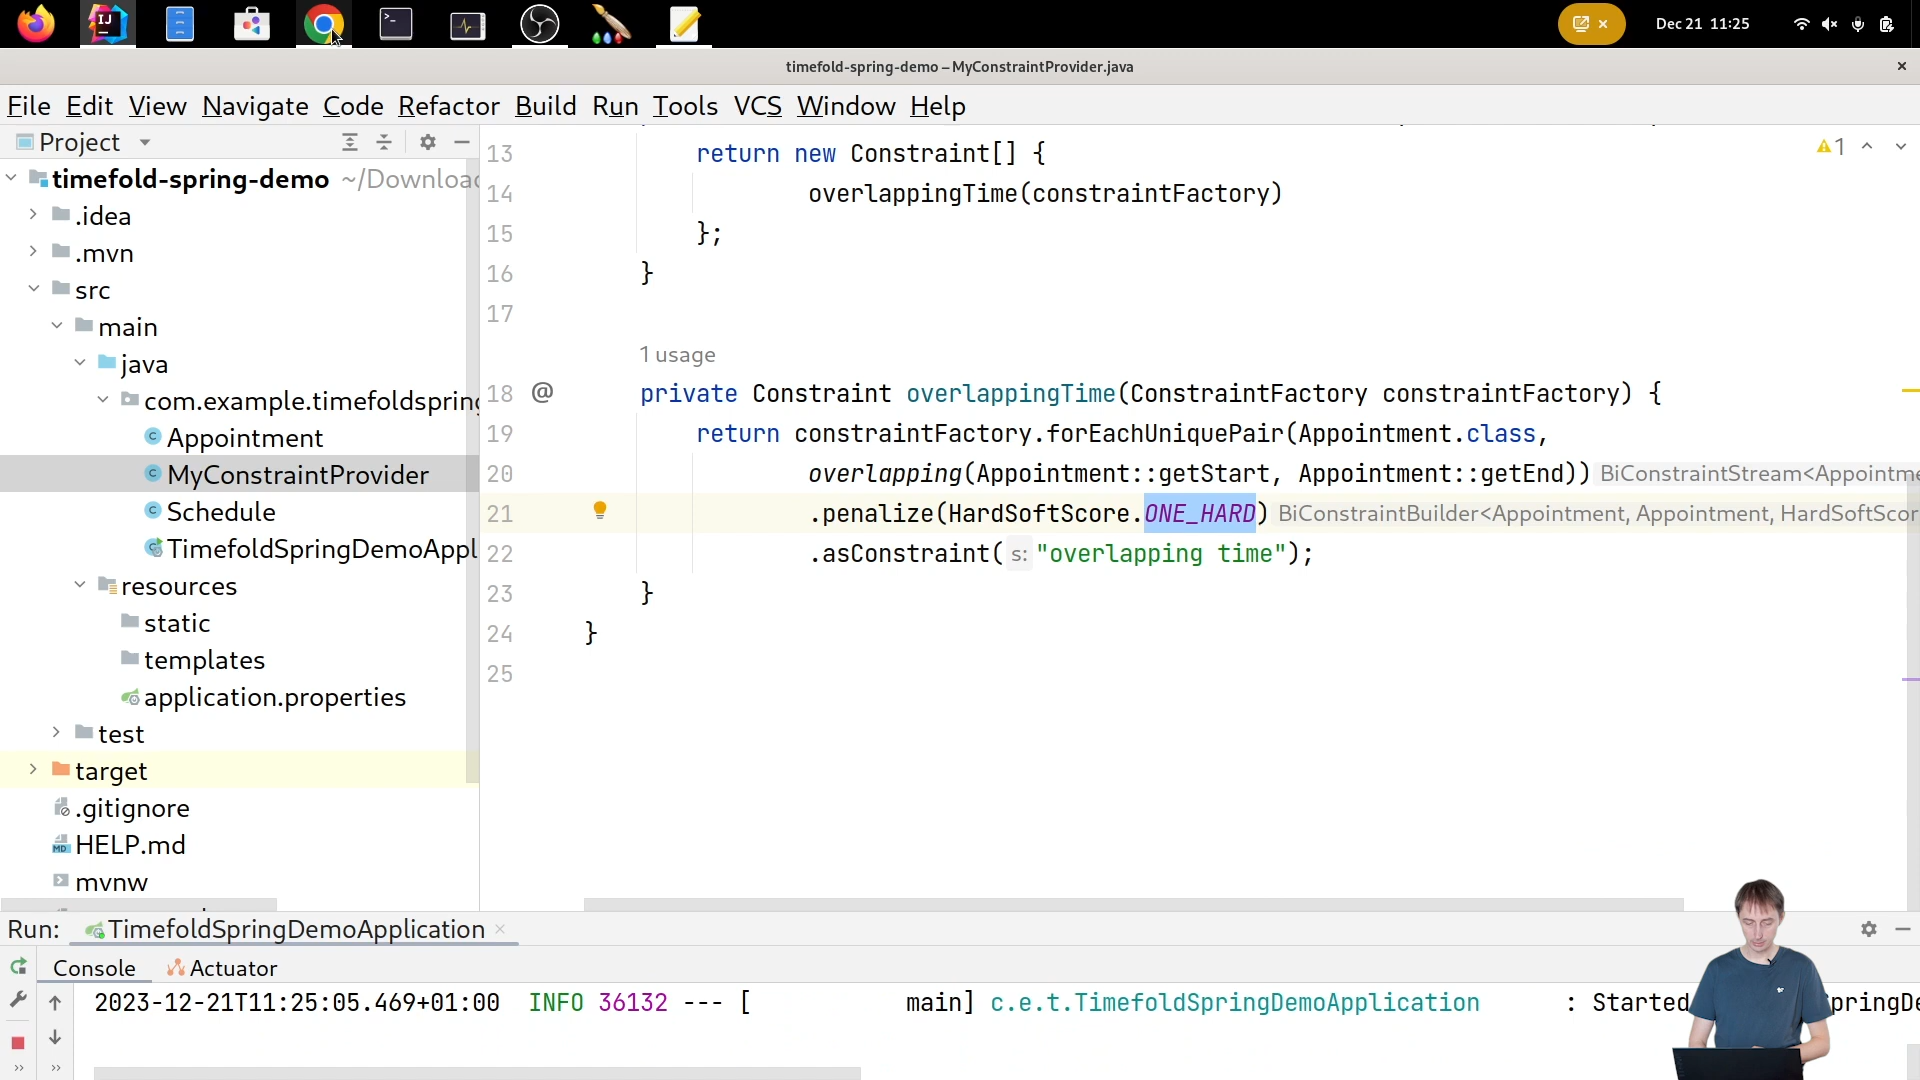 Dec 21 11:25
timefold-spring-demo – MyConstraintProvider.java
File Edit View Navigate Code Refactor Build Run Tools VCS Window Help
Project
timefold-spring-demo ~/Downloa
.idea
.mvn
src
main
java
com.example.timefoldspring
Appointment
MyConstraintProvider
Schedule
TimefoldSpringDemoAppl
resources
static
templates
application.properties
test
target
.gitignore
HELP.md
mvnw
1
13 return new Constraint[] {
14 overlappingTime(constraintFactory)
15 };
16 }
17
1 usage
18 @ private Constraint overlappingTime(ConstraintFactory constraintFactory) {
19 return constraintFactory.forEachUniquePair(Appointment.class,
20 overlapping(Appointment::getStart, Appointment::getEnd)) BiConstraintStream<Appointme
21 .penalize(HardSoftScore.ONE_HARD) BiConstraintBuilder<Appointment, Appointment, HardSoftScor
22 .asConstraint( s: "overlapping time");
23 }
24 }
25
Run: TimefoldSpringDemoApplication
Console Actuator
2023-12-21T11:25:05.469+01:00 INFO 36132 --- [ main] c.e.t.TimefoldSpringDemoApplication : Started SpringDe